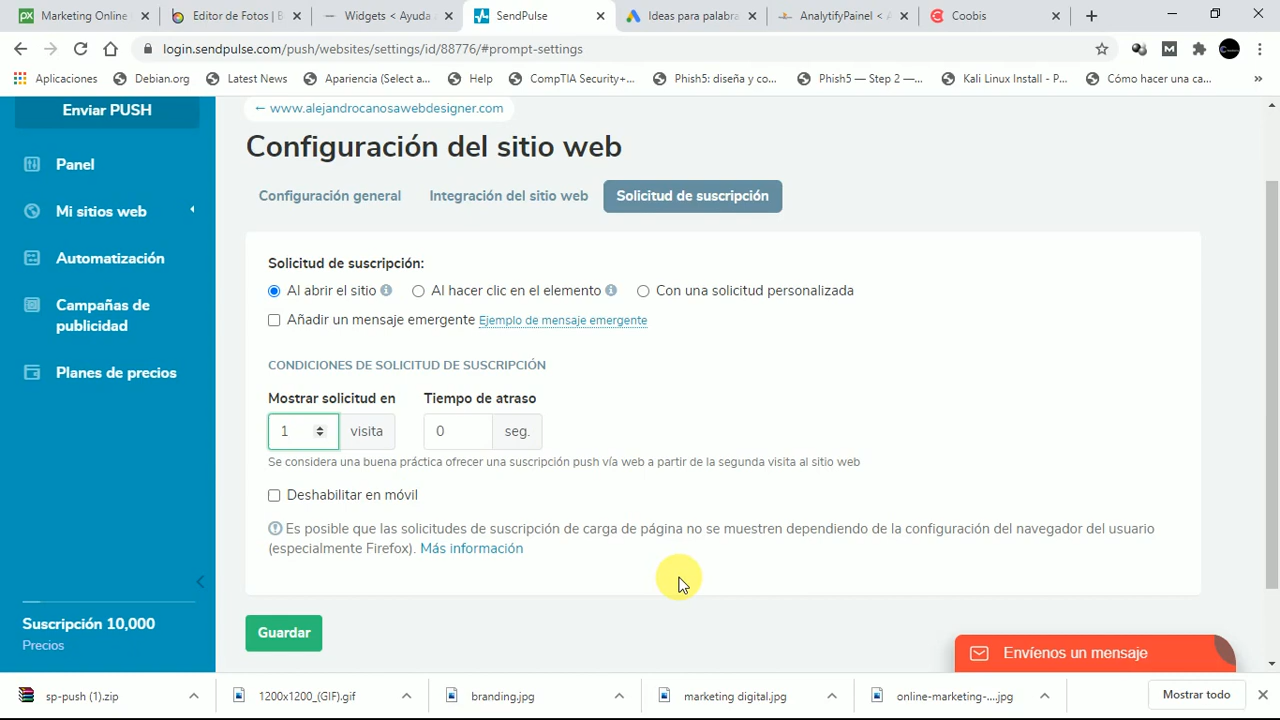 Marketing Online
Editor de Fotos | B
Widgets < Ayuda
SendPulse
Ideas para palabra
AnalytifyPainel < A
Coobis
login.sendpulse.com/push/websites/settings/id/88776/#prompt-settings
Aplicaciones
Debian.org
Latest News
Apariencia (Select a...
Help
CompTIA Security+...
Phish5: diseña y co...
Phish5 — Step 2 —...
Kali Linux Install - P...
Cómo hacer una ca...
»
Enviar PUSH
Panel
Mi sitios web
Automatización
Campañas de
publicidad
Planes de precios
Suscripción 10,000
Precios
← www.alejandrocanosawebdesigner.com
Configuración del sitio web
Configuración general
Integración del sitio web
Solicitud de suscripción
Solicitud de suscripción:
Al abrir el sitio
Al hacer clic en el elemento
Con una solicitud personalizada
Añadir un mensaje emergente Ejemplo de mensaje emergente
CONDICIONES DE SOLICITUD DE SUSCRIPCIÓN
Mostrar solicitud en
Tiempo de atraso
1 visita
0 seg.
Se considera una buena práctica ofrecer una suscripción push vía web a partir de la segunda visita al sitio web
Deshabilitar en móvil
Es posible que las solicitudes de suscripción de carga de página no se muestren dependiendo de la configuración del navegador del usuario
(especialmente Firefox). Más información
Guardar
Envíenos un mensaje
sp-push (1).zip
1200x1200_(GIF).gif
branding.jpg
marketing digital.jpg
online-marketing-....jpg
Mostrar todo